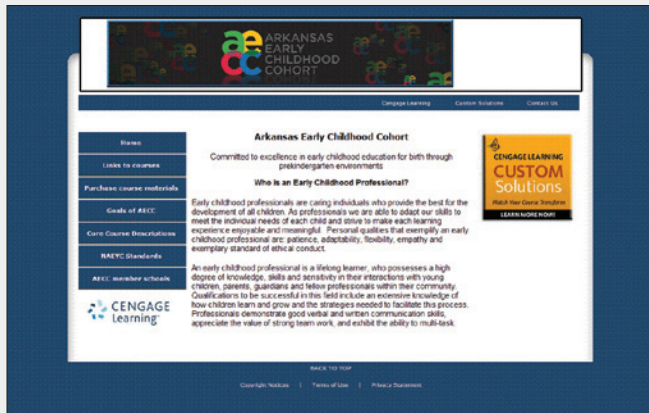 ae
cc
ARKANSAS
EARLY
CHILDHOOD
COHORT
Cengage Learning Custom Solutions Contact Us
Home
Links to courses
Purchase course materials
Goals of AECC
Core Course Descriptions
NAEYC Standards
AECC member schools
CENGAGE
Learning
Arkansas Early Childhood Cohort
Committed to excellence in early childhood education for birth through
prekindergarten environments
Who is an Early Childhood Professional?
Early childhood professionals are caring individuals who provide the best for the
development of all children. As professionals we are able to adapt our skills to
meet the individual needs of each child and strive to make each learning
experience enjoyable and meaningful. Personal qualities that exemplify an early
childhood professional are: patience, adaptability, flexibility, empathy and
exemplary standard of ethical conduct.
An early childhood professional is a lifelong learner, who possesses a high
degree of knowledge, skills and sensitivity in their interactions with young
children, parents, guardians and fellow professionals within their community.
Qualifications to be successful in this field include an extensive knowledge of
how children learn and grow and the strategies needed to facilitate this process.
Professionals demonstrate good verbal and written communication skills,
appreciate the value of strong team work, and exhibit the ability to multi-task
CENGAGE LEARNING
CUSTOM
Solutions
Match Your Course Transform
LEARN MORE NOW!
BACK TO TOP
Copyright Notices | Terms of Use | Privacy Statement